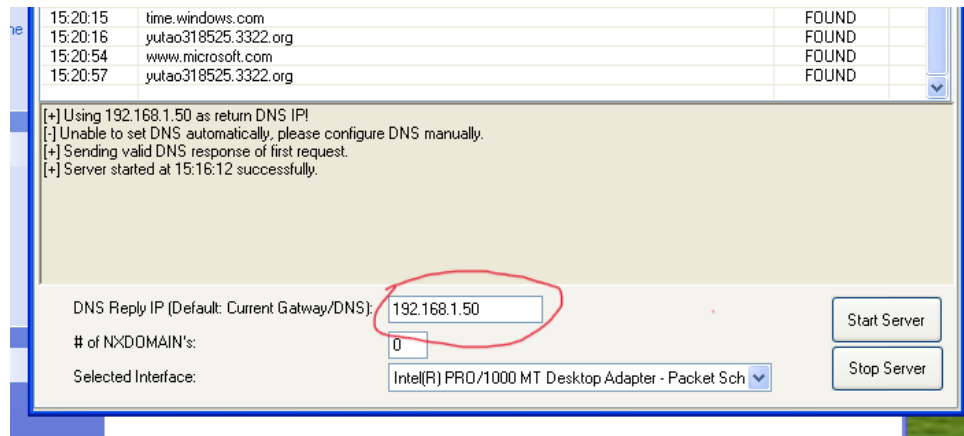 ne
15:20:15 time.windows.com FOUND
15:20:16 yutao318525.3322.org FOUND
15:20:54 www.microsoft.com FOUND
15:20:57 yutao318525.3322.org FOUND
[+] Using 192.168.1.50 as return DNS IP!
[-] Unable to set DNS automatically, please configure DNS manually.
[+] Sending valid DNS response of first request.
[+] Server started at 15:16:12 successfully.
DNS Reply IP (Default: Current Gatway/DNS): 192.168.1.50
Start Server
# of NXDOMAIN's: 0
Selected Interface: Intel(R) PRO/1000 MT Desktop Adapter - Packet Sch
Stop Server